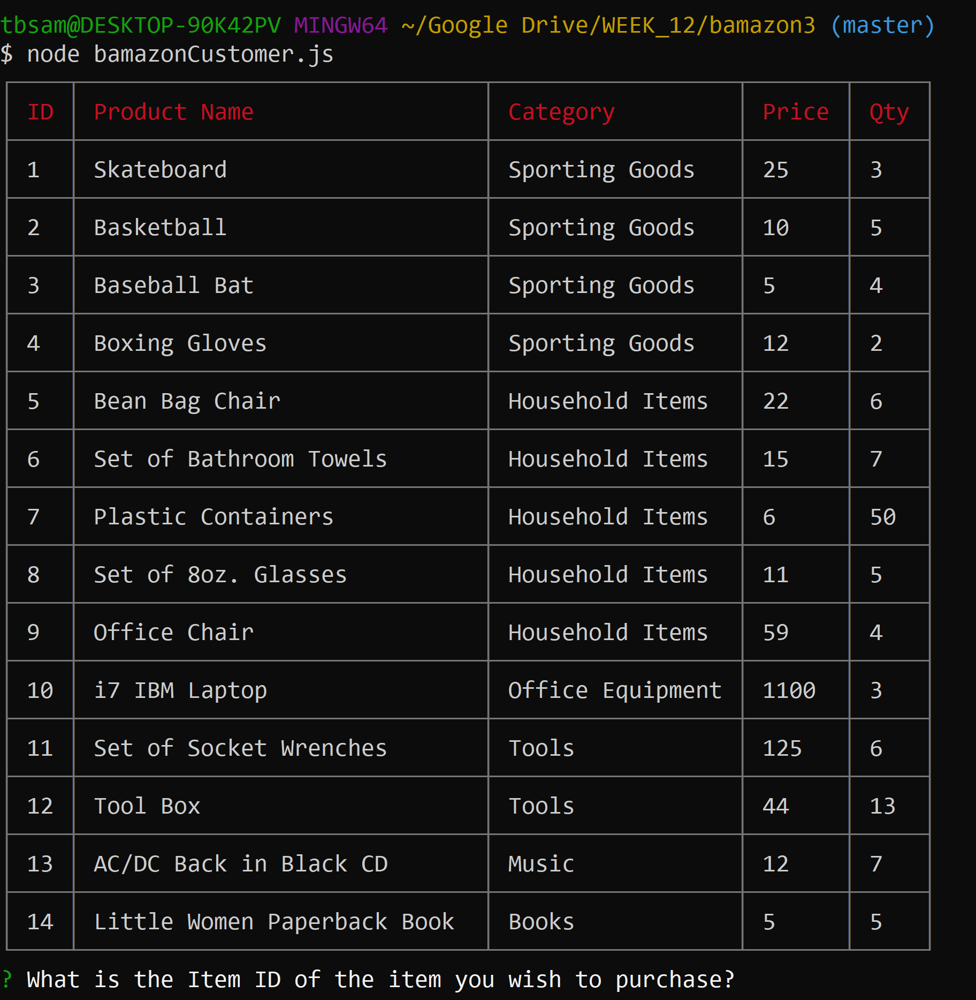 tbsam@DESKTOP-90K42PV MINGW64 ~/Google Drive/WEEK_12/bamazon3 (master)
$ node bamazonCustomer.js
ID Product Name Category Price Qty
1 Skateboard Sporting Goods 25 3
2 Basketball Sporting Goods 10 5
3 Baseball Bat Sporting Goods 5 4
4 Boxing Gloves Sporting Goods 12 2
5 Bean Bag Chair Household Items 22 6
6 Set of Bathroom Towels Household Items 15 7
7 Plastic Containers Household Items 6 50
8 Set of 8oz. Glasses Household Items 11 5
9 Office Chair Household Items 59 4
10 i7 IBM Laptop Office Equipment 1100 3
11 Set of Socket Wrenches Tools 125 6
12 Tool Box Tools 44 13
13 AC/DC Back in Black CD Music 12 7
14 Little Women Paperback Book Books 5 5
? What is the Item ID of the item you wish to purchase?